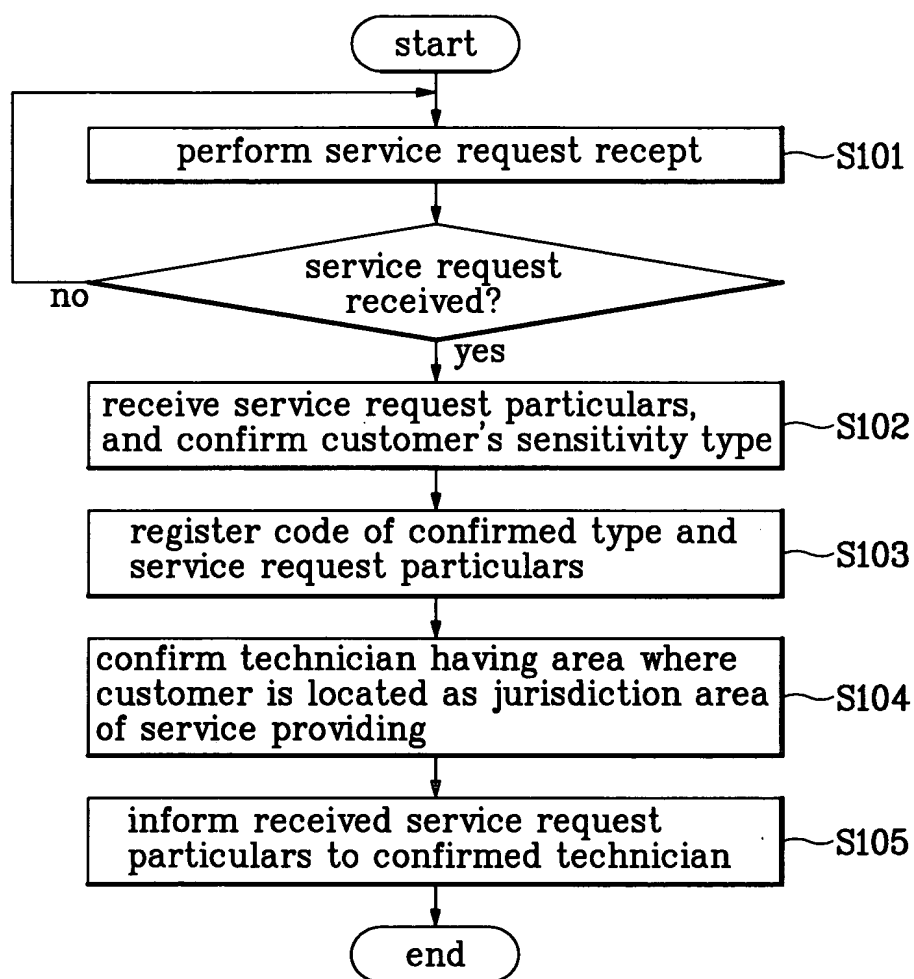 start
perform service request recept
S101
service request
received?
no
yes
receive service request particulars,
and confirm customer's sensitivity type
S102
register code of confirmed type and
service request particulars
S103
confirm technician having area where
customer is located as jurisdiction area
of service providing
S104
inform received service request
particulars to confirmed technician
S105
end